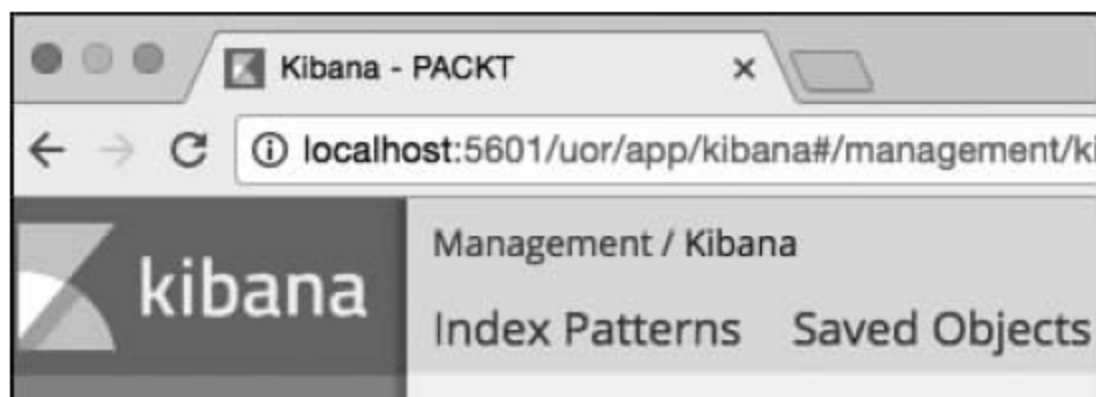 Kibana - PACKT
localhost:5601/uor/app/kibana#/management/ki
Management / Kibana
kibana
Index Patterns Saved Objects